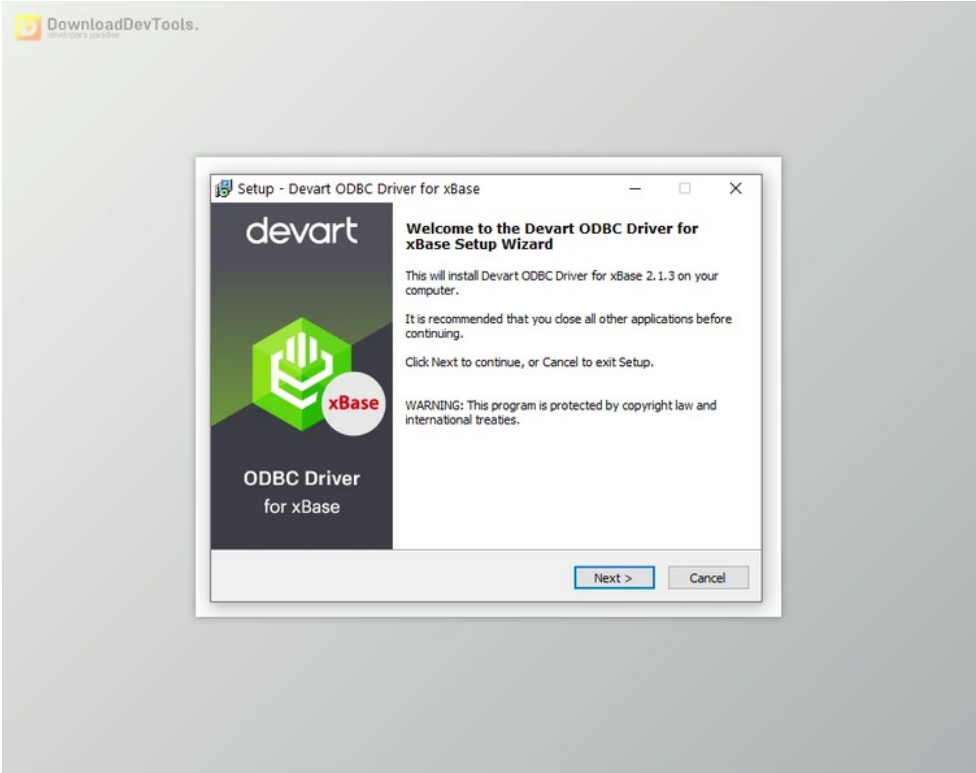 DownloadDevTools.
developer's paradise
Setup - Devart ODBC Driver for xBase
devart
Welcome to the Devart ODBC Driver for
xBase Setup Wizard
This will install Devart ODBC Driver for xBase 2.1.3 on your
computer.
It is recommended that you close all other applications before
continuing.
Click Next to continue, or Cancel to exit Setup.
WARNING: This program is protected by copyright law and
international treaties.
xBase
ODBC Driver
for xBase
Next >
Cancel